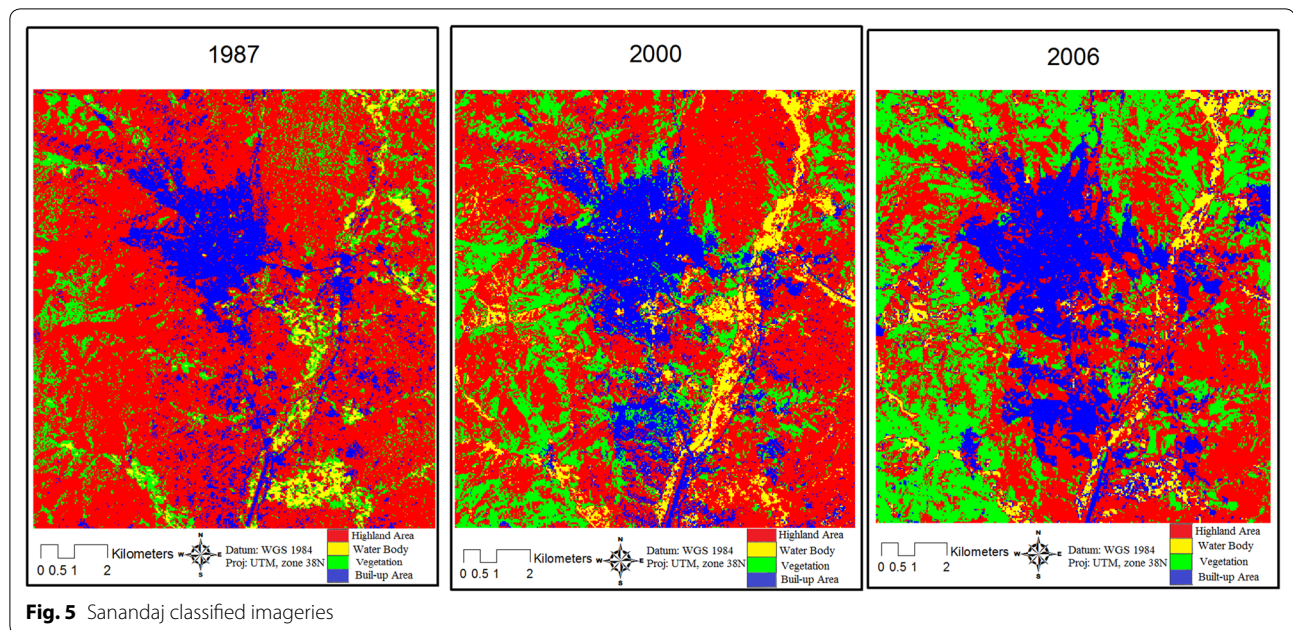 1987
N
W E
S
0 0.5 1 2
Kilometers
Datum: WGS 1984
Proj: UTM, zone 38N
Highland Area
Water Body
Vegetation
Buil-up Area
2000
N
W E
S
0 0.5 1 2
Kilometers
Datum: WGS 1984
Proj: UTM, zone 38N
Highland Area
Water Body
Vegetation
Buil-up Area
2006
N
W E
S
0 0.5 1 2
Kilometers
Datum: WGS 1984
Proj: UTM, zone 38N
Highland Area
Water Body
Vegetation
Built-up Area
Fig. 5 Sanandaj classified imageries